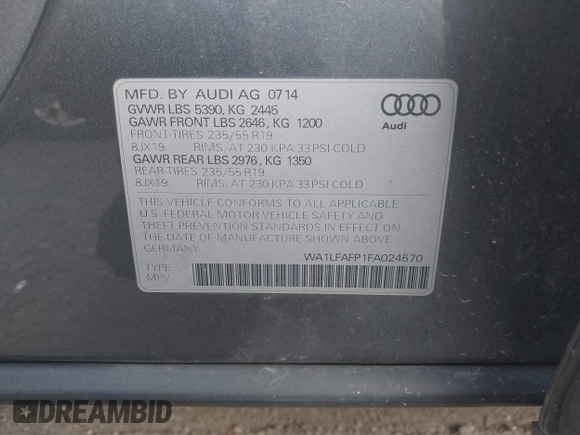 MFD. BY AUDI AG 07 14
GVWR LBS 5390, KG 2445
GAWR FRONT LBS 2646, KG 1200
FRONT-TIRES 235/55 R19
8JX19 RIMS, AT 230 KPA 33 PSI COLD
GAWR REAR LBS 2976, KG 1350
REAR-TIRES 235/55 R19
8JX19 RIMS, AT 230 KPA 33 PSI COLD
Audi
THIS VEHICLE CONFORMS TO ALL APPLICABLE
U.S. FEDERAL MOTOR VEHICLE SAFETY AND
THEFT PREVENTION STANDARDS IN EFFECT ON
DATE OF MANUFACTURE SHOWN ABOVE
GERMANY
WA1LFAFP1FA024570
TYPE
MPV
DREAMBID